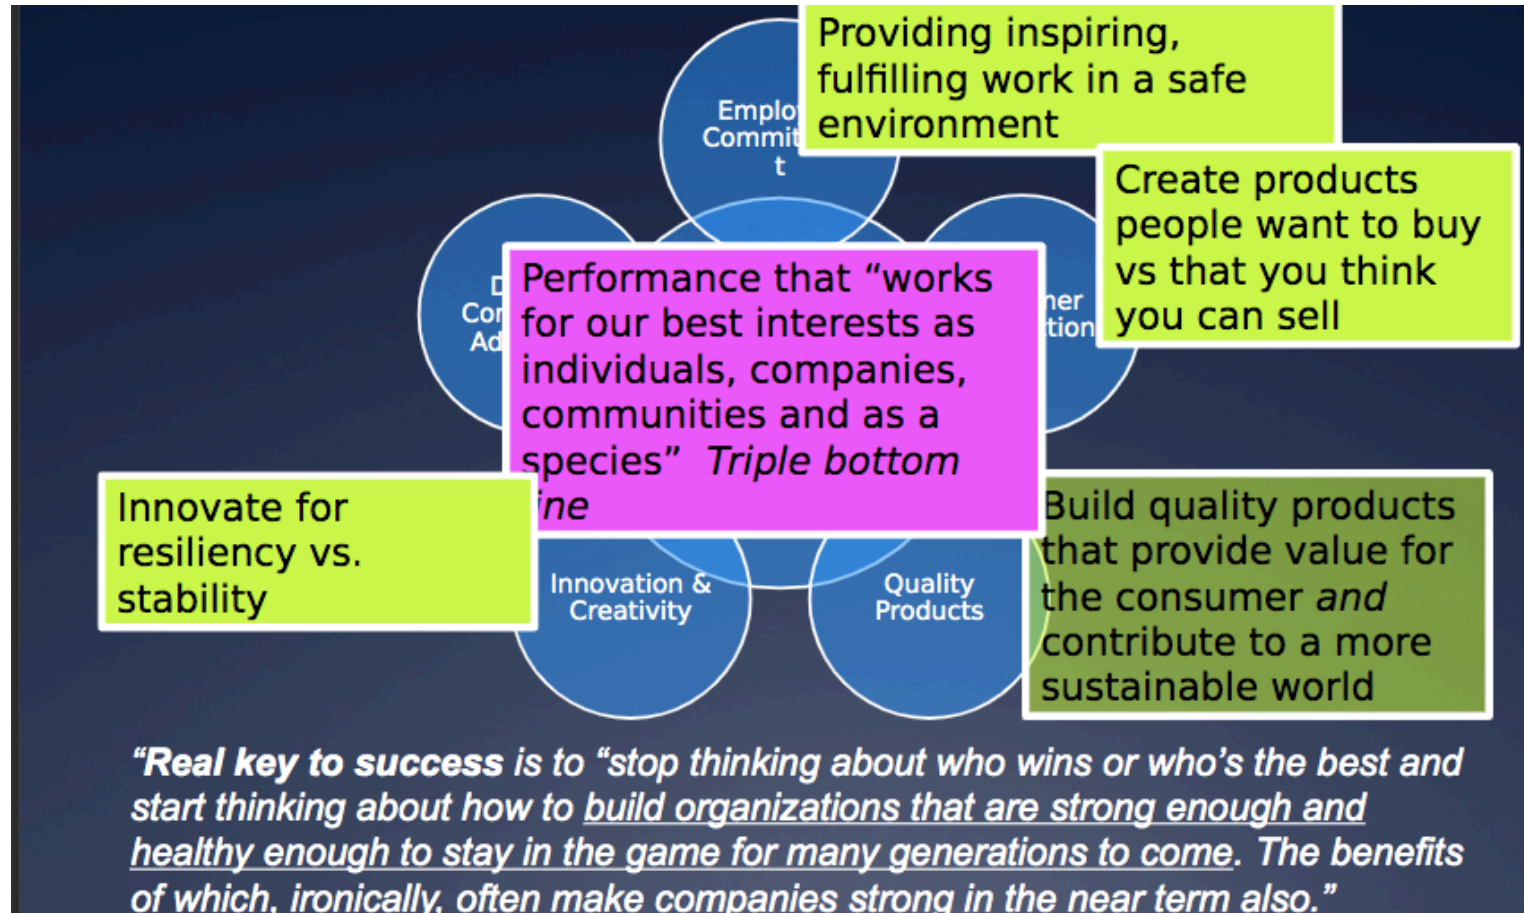 Providing inspiring,
fulfilling work in a safe
environment
Create products
people want to buy
vs that you think
you can sell
Performance that “works
for our best interests as
individuals, companies,
communities and as a
species” Triple bottom
Innovate for
resiliency vs.
stability
Innovation &
Creativity
Quality
Products
Build quality products
that provide value for
the consumer and
contribute to a more
sustainable world
“Real key to success is to “stop thinking about who wins or who’s the best and
start thinking about how to build organizations that are strong enough and
healthy enough to stay in the game for many generations to come. The benefits
of which, ironically, often make companies strong in the near term also.”